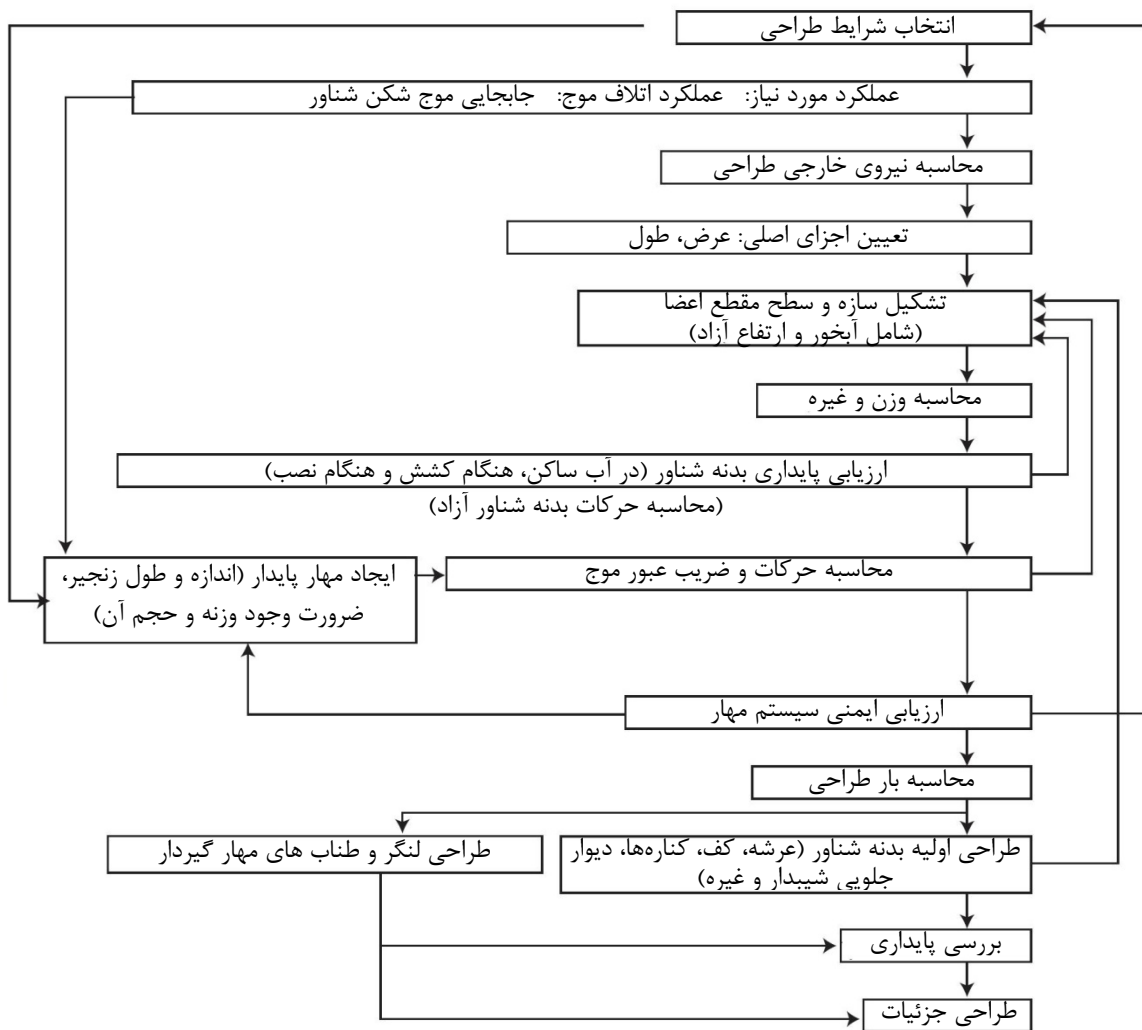 انتخاب شرایط طراحی
عملکرد مورد نیاز: عملکرد اتلاف موج: جابجایی موج شکن شناور
محاسبه نیروی خارجی طراحی
تعیین اجزای اصلی: عرض، طول
تشکیل سازه و سطح مقطع اعضا
(شامل آبخور و ارتفاع آزاد)
محاسبه وزن و غیره
ارزیابی پایداری بدنه شناور (در آب ساکن، هنگام کشش و هنگام نصب)
(محاسبه حرکات بدنه شناور آزاد)
محاسبه حرکات و ضریب عبور موج
ایجاد مهار پایدار (اندازه و طول زنجیر،
ضرورت وجود وزنه و حجم آن)
ارزیابی ایمنی سیستم مهار
محاسبه بار طراحی
طراحی اولیه بدنه شناور (عرشه، کف، کناره‌ها، دیوار
جلویی شیبدار و غیره)
طراحی لنگر و طناب های مهار گیردار
بررسی پایداری
طراحی جزئیات